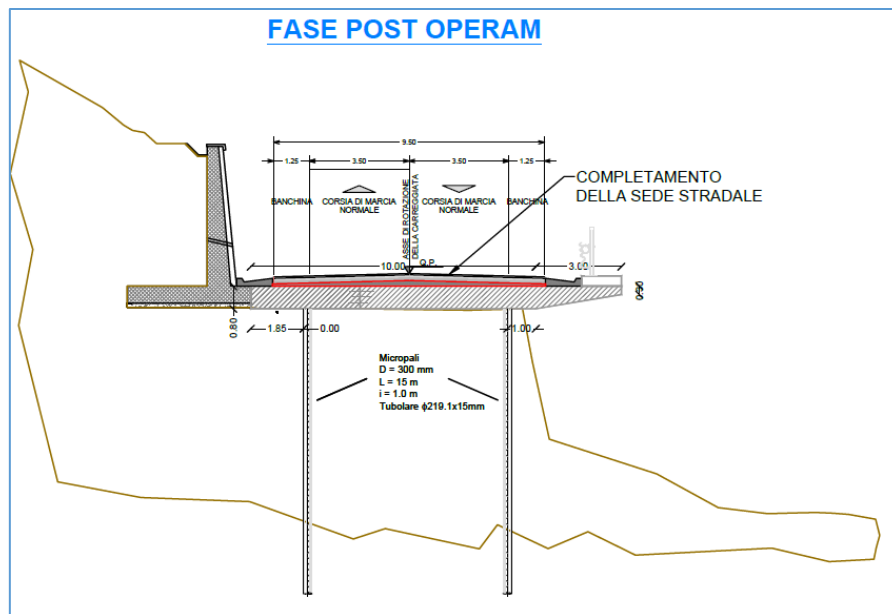 FASE POST OPERAM
9.50
1.25
3.50
3.50
1.25
COMPLETAMENTO
DELLA SEDE STRADALE
BANCHINA
CORSIA DI MARCIA
NORMALE
ASSE DI ROTAZIONE
DELLA CARREGGIATA
CORSIA DI MARCIA
NORMALE
BANCHINA
10.00
Q.P.
0.80
1.85
0.00
1.00
Micropali
D = 300 mm
L = 15 m
i = 1.0 m
Tubolare ϕ219.1x15mm